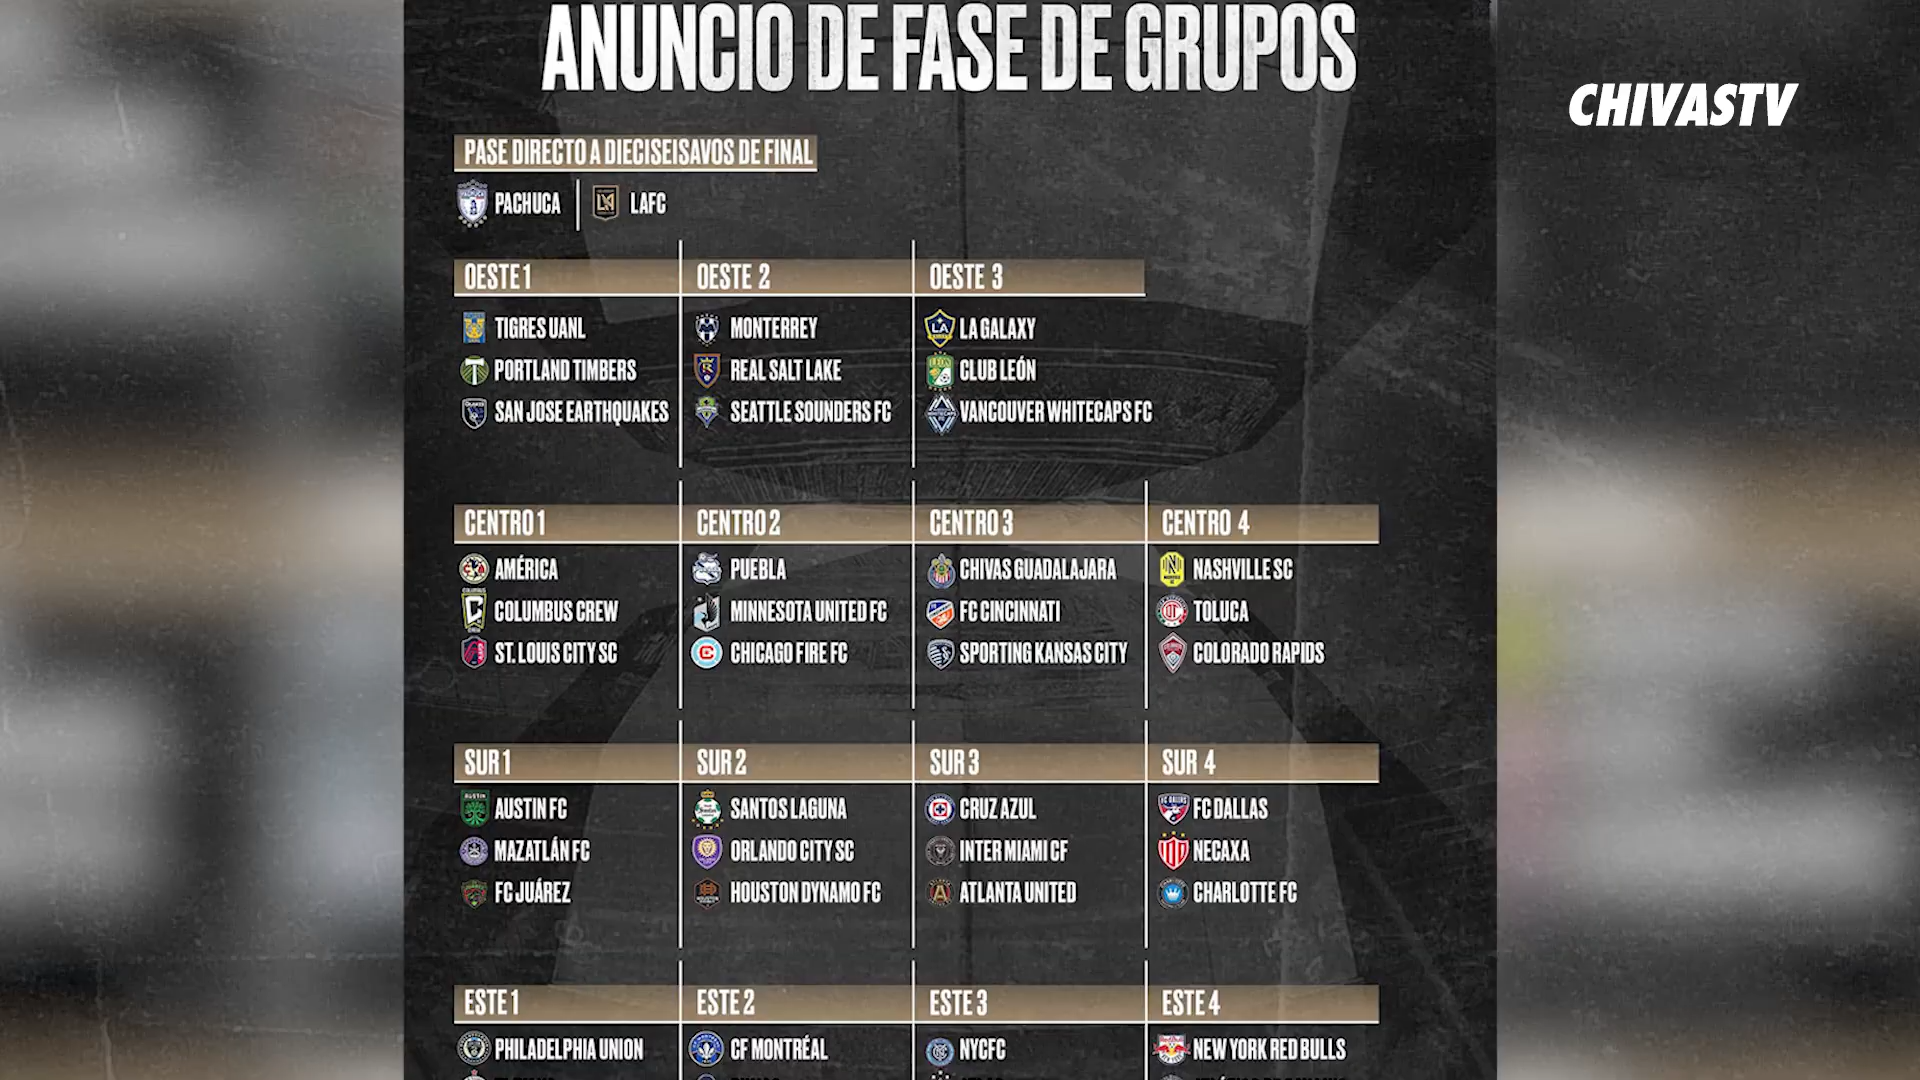 ANUNCIO DE FASE DE GRUPOS
CHIVASTV
PASE DIRECTO A DIECISEISAVOS DE FINAL
PACHUCA LAFC
OESTE 1
TIGRES UANL
PORTLAND TIMBERS
SAN JOSE EARTHQUAKES
OESTE 2
MONTERREY
REAL SALT LAKE
SEATTLE SOUNDERS FC
OESTE 3
LA GALAXY
CLUB LEÓN
VANCOUVER WHITECAPS FC
CENTRO 1
AMÉRICA
COLUMBUS CREW
ST. LOUIS CITY SC
CENTRO 2
PUEBLA
MINNESOTA UNITED FC
CHICAGO FIRE FC
CENTRO 3
CHIVAS GUADALAJARA
FC CINCINNATI
SPORTING KANSAS CITY
CENTRO 4
NASHVILLE SC
TOLUCA
COLORADO RAPIDS
SUR 1
AUSTIN FC
MAZATLÁN FC
FC JUÁREZ
SUR 2
SANTOS LAGUNA
ORLANDO CITY SC
HOUSTON DYNAMO FC
SUR 3
CRUZ AZUL
INTER MIAMI CF
ATLANTA UNITED
SUR 4
FC DALLAS
NECAXA
CHARLOTTE FC
ESTE 1
PHILADELPHIA UNION
ESTE 2
CF MONTRÉAL
ESTE 3
NYCFC
ESTE 4
NEW YORK RED BULLS